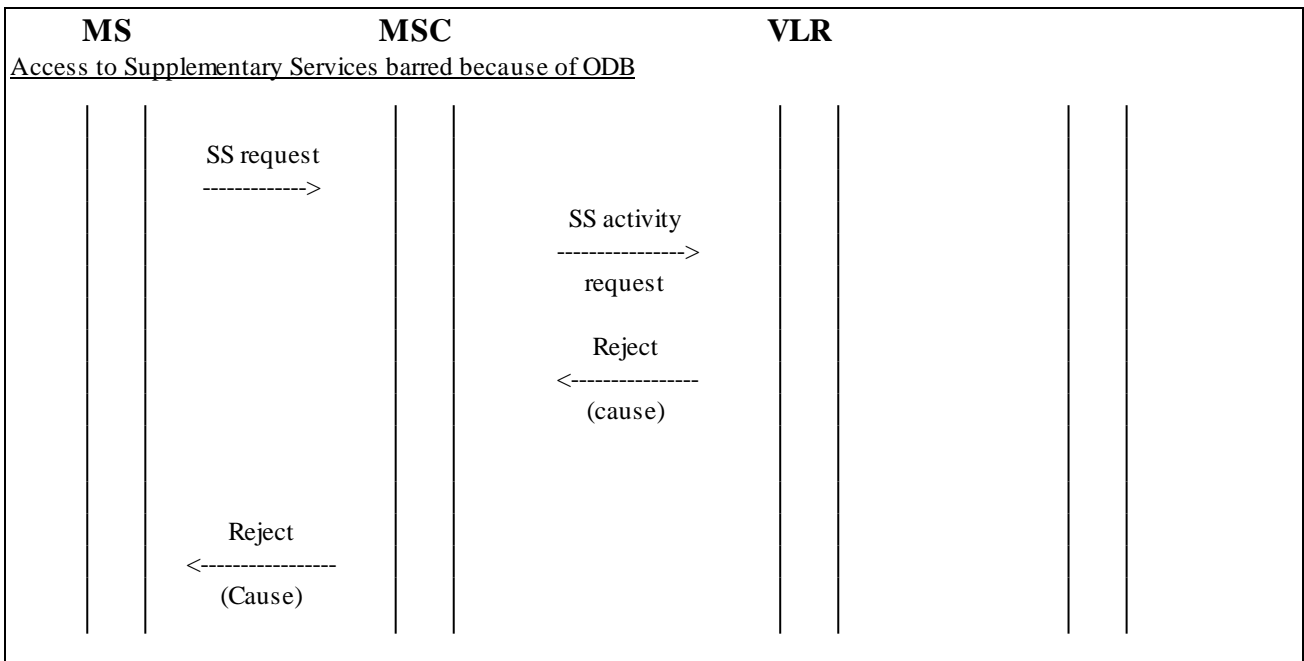 MS MSC VLR
Access to Supplementary Services barred because of ODB
SS request
------------->
SS activity
---------------->
request
Reject
<----------------
(cause)
Reject
<-----------------
(Cause)